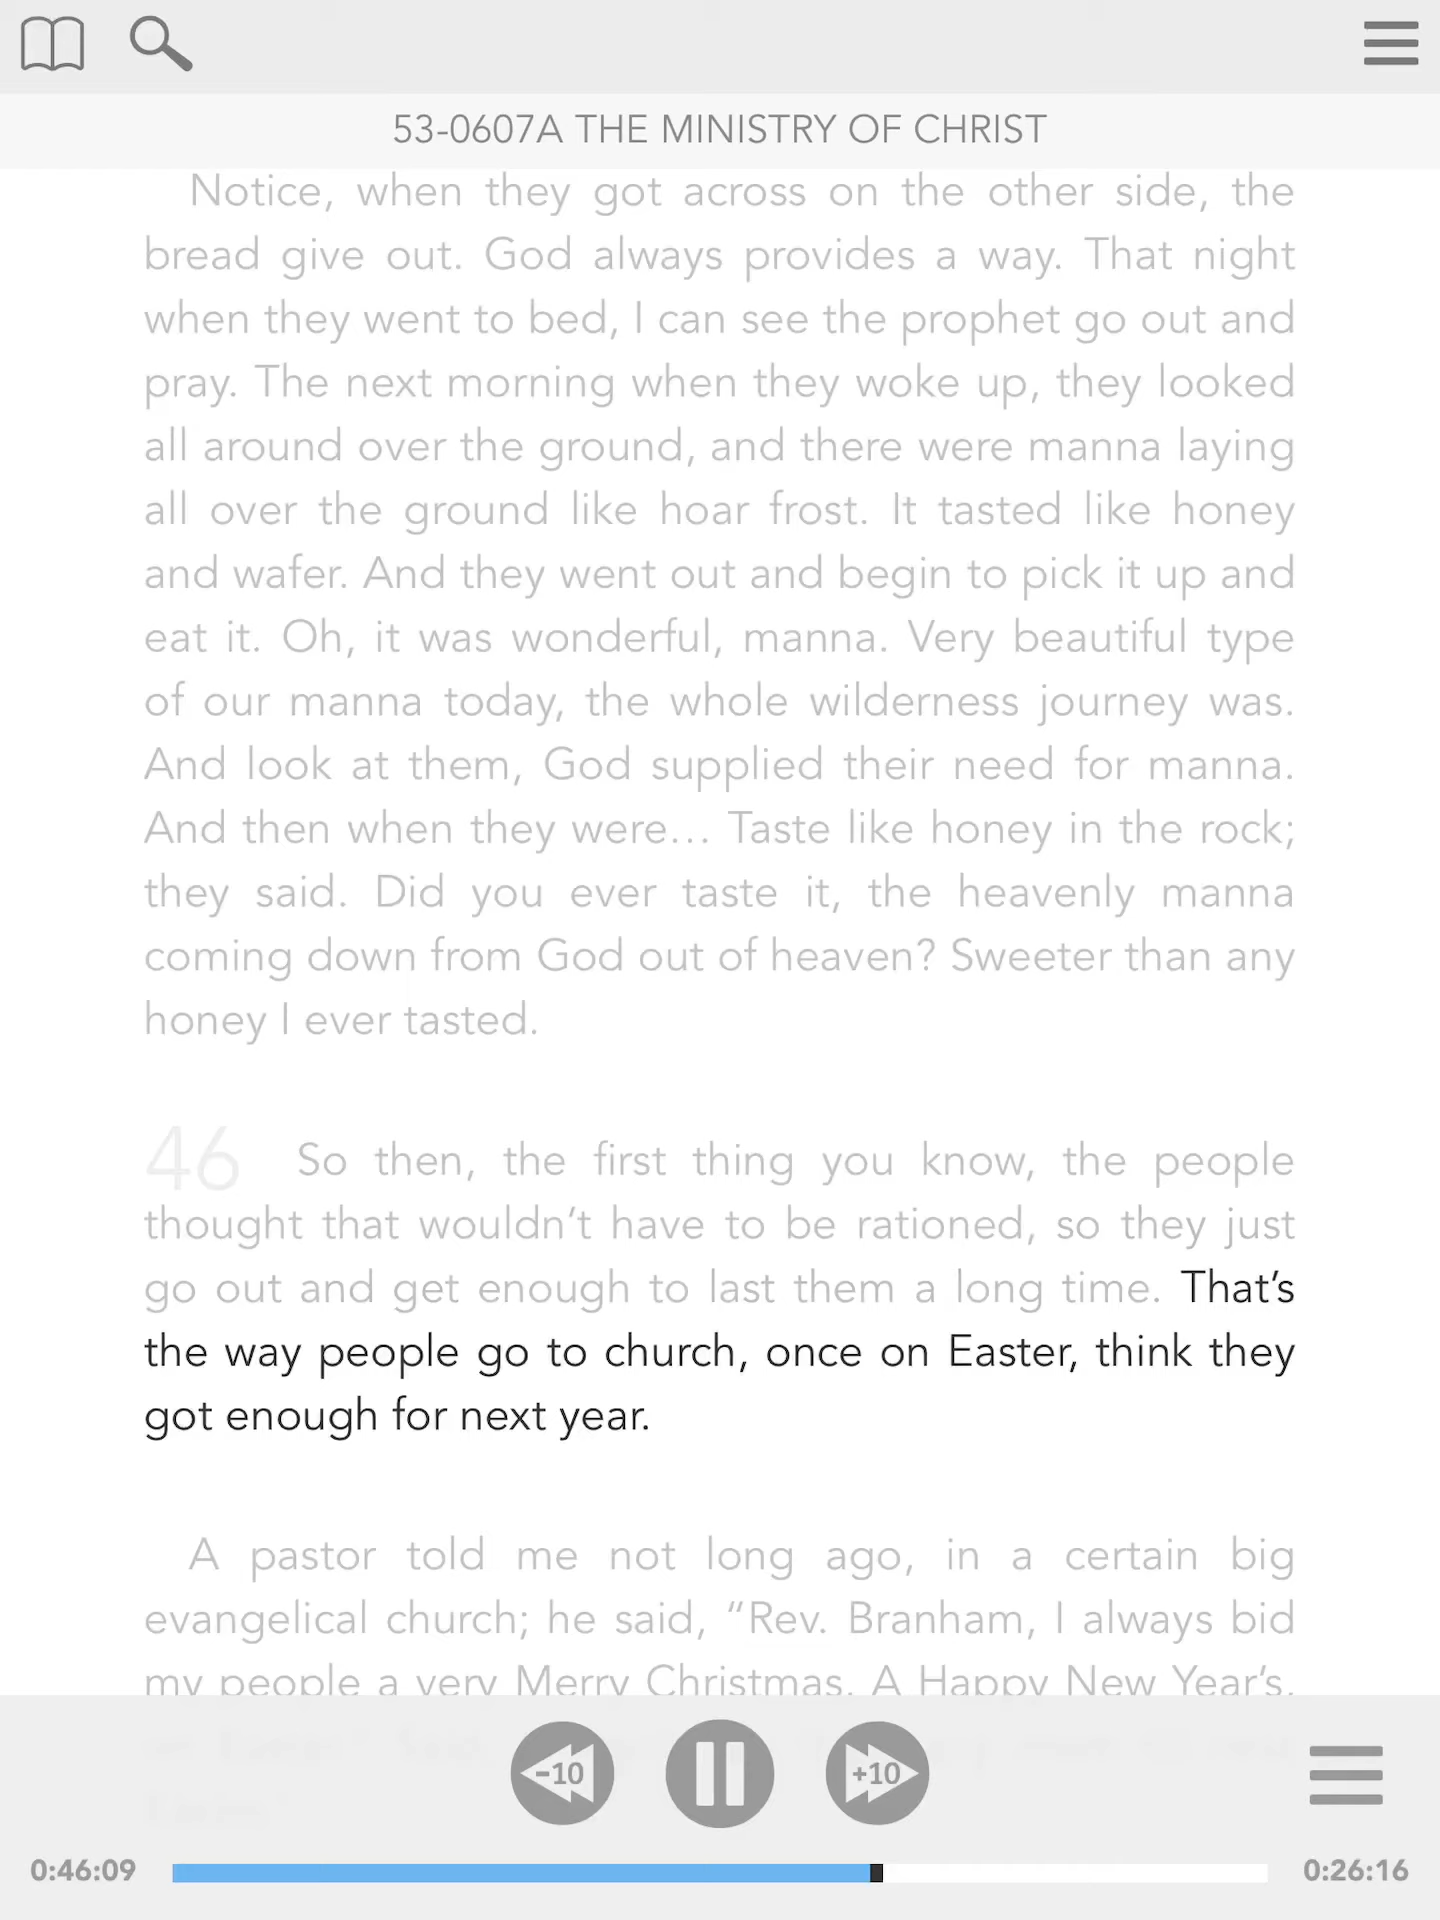 53-0607A THE MINISTRY OF CHRIST
Notice, when they got across on the other side, the
bread give out. God always provides a way. That night
when they went to bed, I can see the prophet go out and
pray. The next morning when they woke up, they looked
all around over the ground, and there were manna laying
all over the ground like hoar frost. It tasted like honey
and wafer. And they went out and begin to pick it up and
eat it. Oh, it was wonderful, manna. Very beautiful type
of our manna today, the whole wilderness journey was.
And look at them, God supplied their need for manna.
And then when they were… Taste like honey in the rock;
they said. Did you ever taste it, the heavenly manna
coming down from God out of heaven? Sweeter than any
honey I ever tasted.
46 So then, the first thing you know, the people
thought that wouldn’t have to be rationed, so they just
go out and get enough to last them a long time. That’s
the way people go to church, once on Easter, think they
got enough for next year.
A pastor told me not long ago, in a certain big
evangelical church; he said, “Rev. Branham, I always bid
my people a very Merry Christmas, A Happy New Year’s,
-10 +10
0:46:09 0:26:16